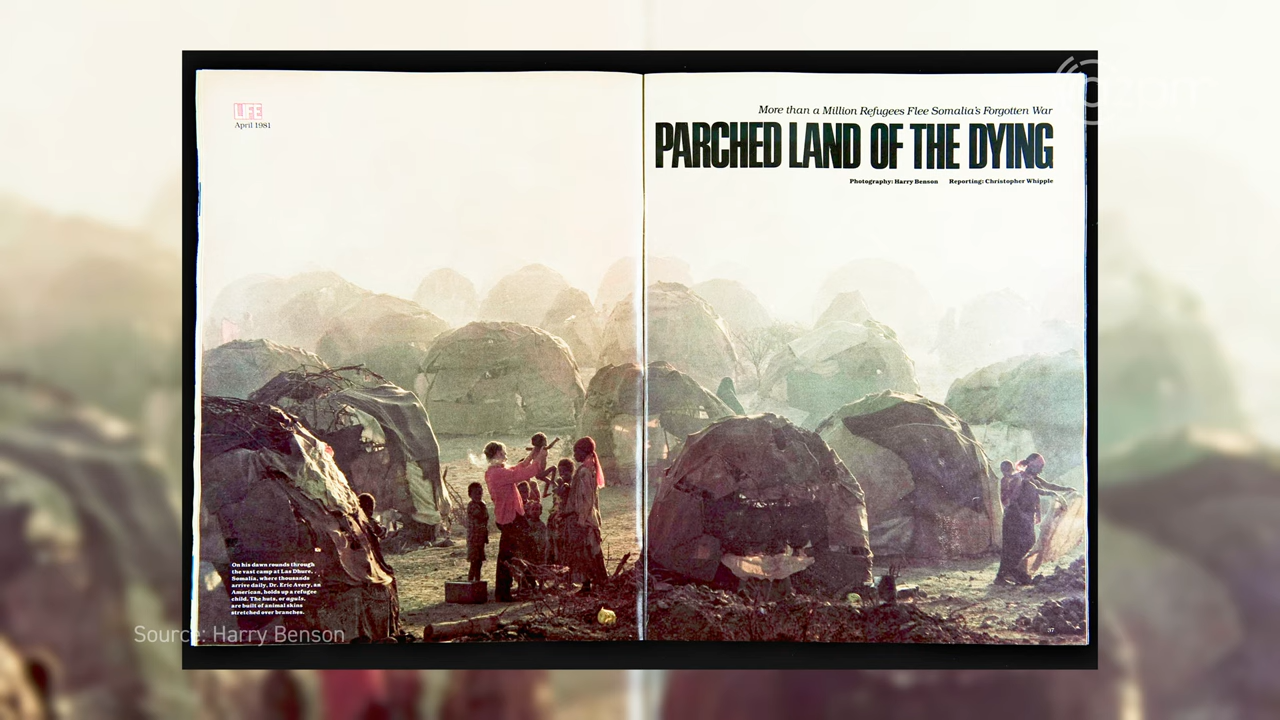 LIFE
April 1981
More than a Million Refugees Flee Somalia's Forgotten War
PARCHED LAND OF THE DYING
Photography: Harry Benson Reporting: Christopher Whipple
On his dawn rounds through
the vast camp at Las Dhure,
Somalia, where thousands
arrive daily, Dr. Eric Avery, an
American, holds up a refugee
child. The huts, or aguls,
are built of animal skins
stretched over branches.
37
Source: Harry Benson